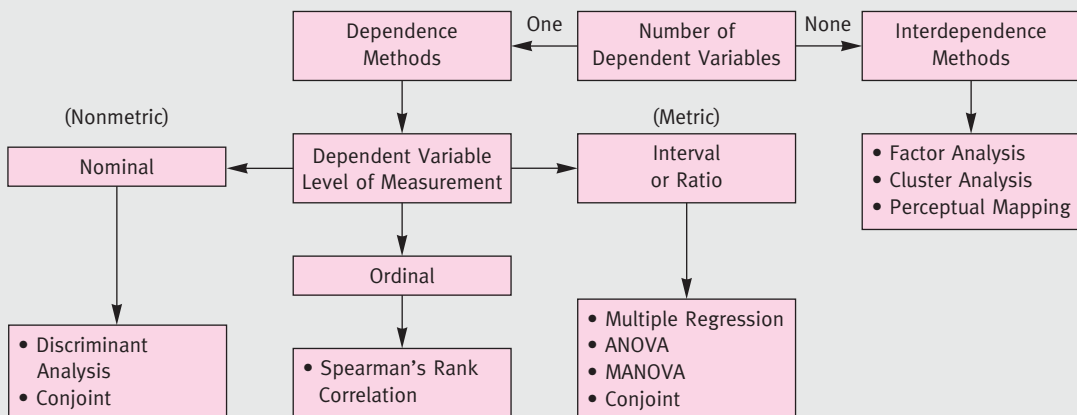 Dependence
Methods
One
Number of
Dependent Variables
None
Interdependence
Methods
(Nonmetric)
Nominal
Dependent Variable
Level of Measurement
(Metric)
Interval
or Ratio
• Factor Analysis
• Cluster Analysis
• Perceptual Mapping
Ordinal
• Discriminant
Analysis
• Conjoint
• Spearman's Rank
Correlation
• Multiple Regression
• ANOVA
• MANOVA
• Conjoint